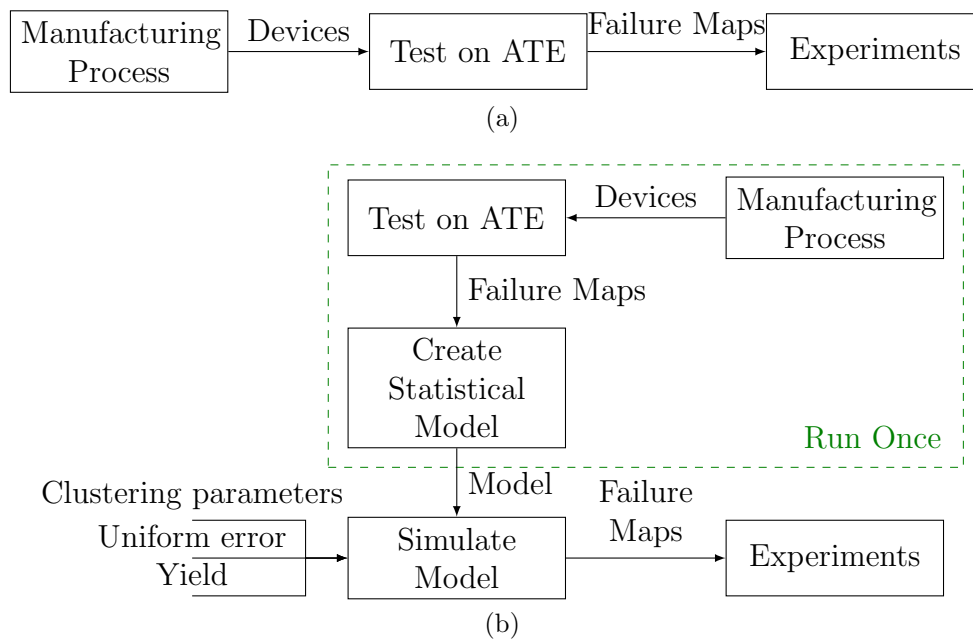 Manufacturing
Process
Devices
Test on ATE
Failure Maps
Experiments
(a)
Test on ATE
Devices
Manufacturing
Process
Failure Maps
Create
Statistical
Model
Run Once
Model
Clustering parameters
Uniform error
Yield
Simulate
Model
Failure
Maps
Experiments
(b)